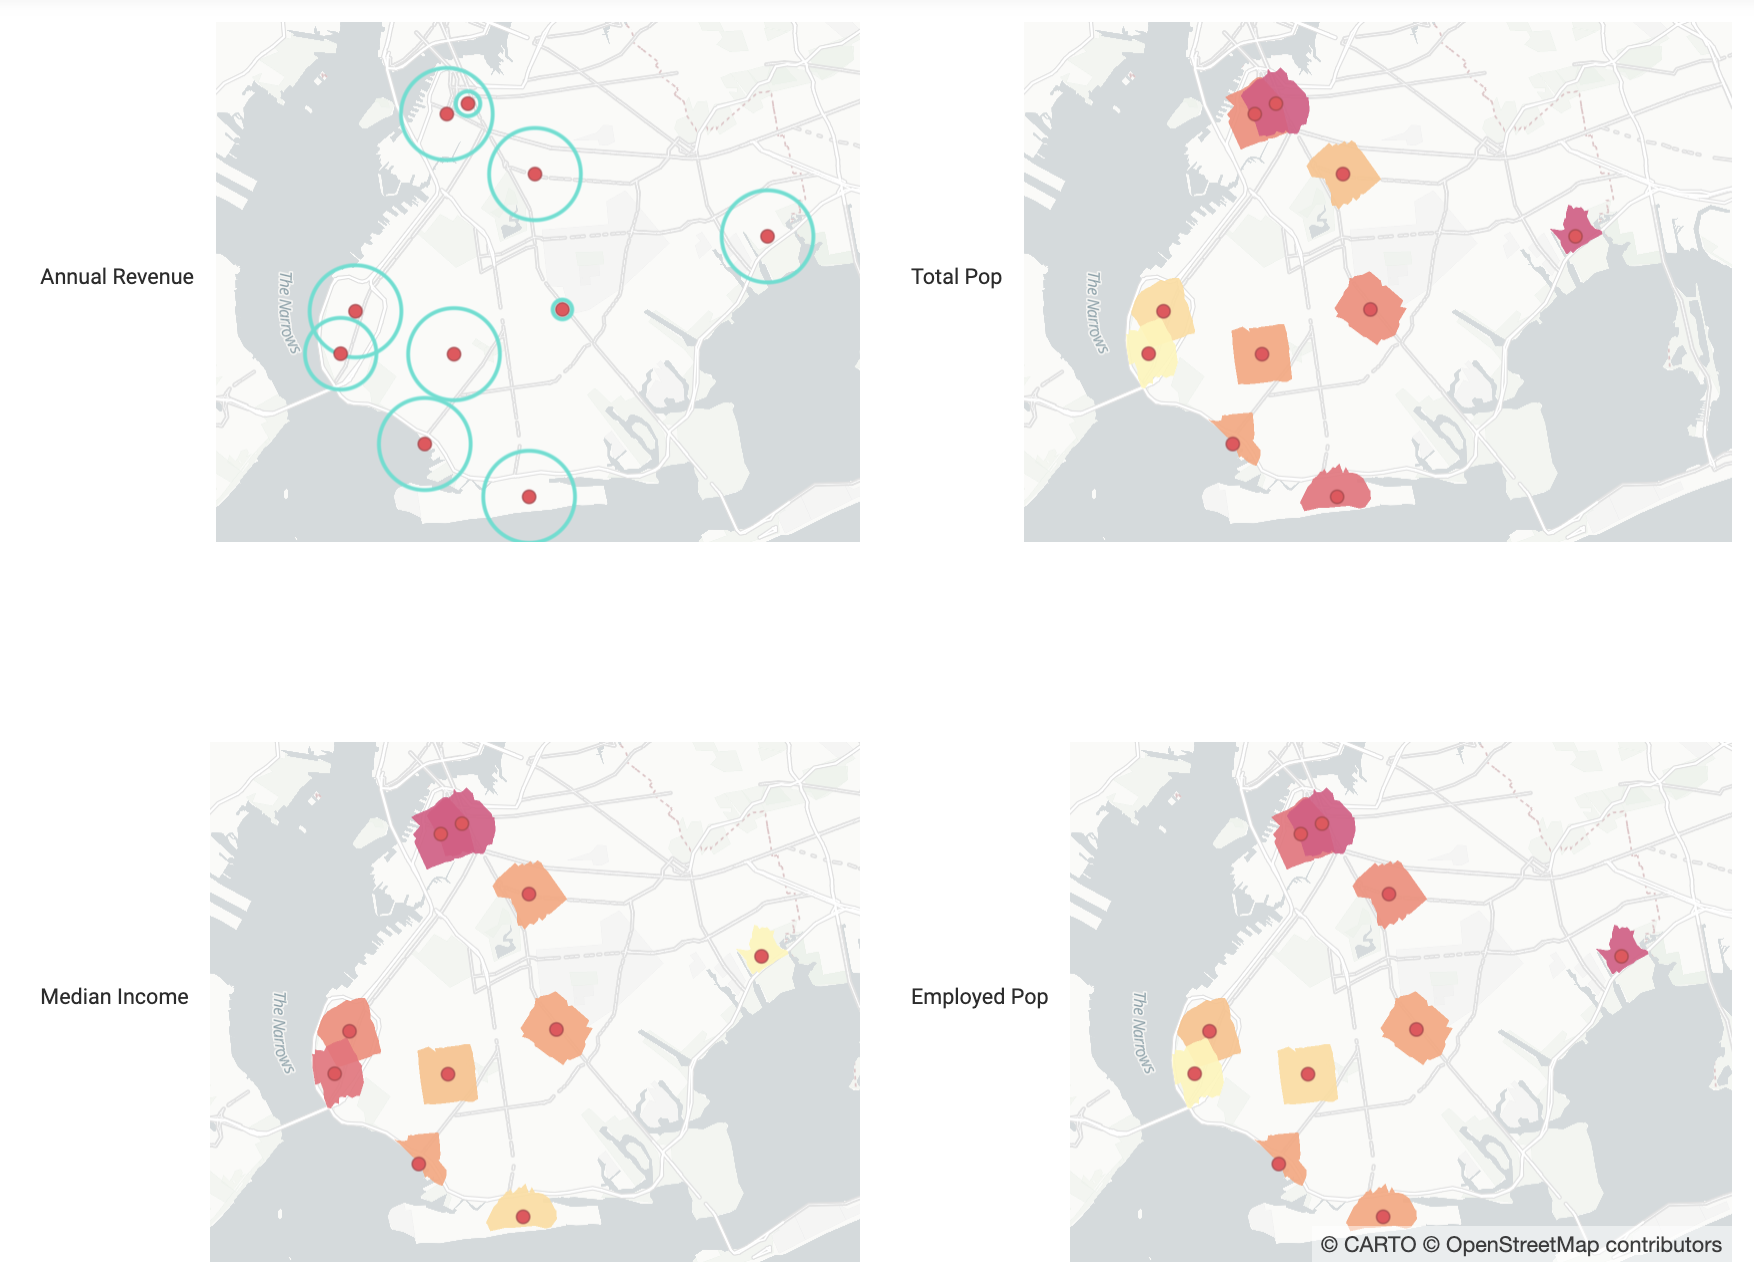 Annual Revenue
The Narrows
Total Pop
The Narrows
Median Income
The Narrows
Employed Pop
The Narrows
© CARTO © OpenStreetMap contributors